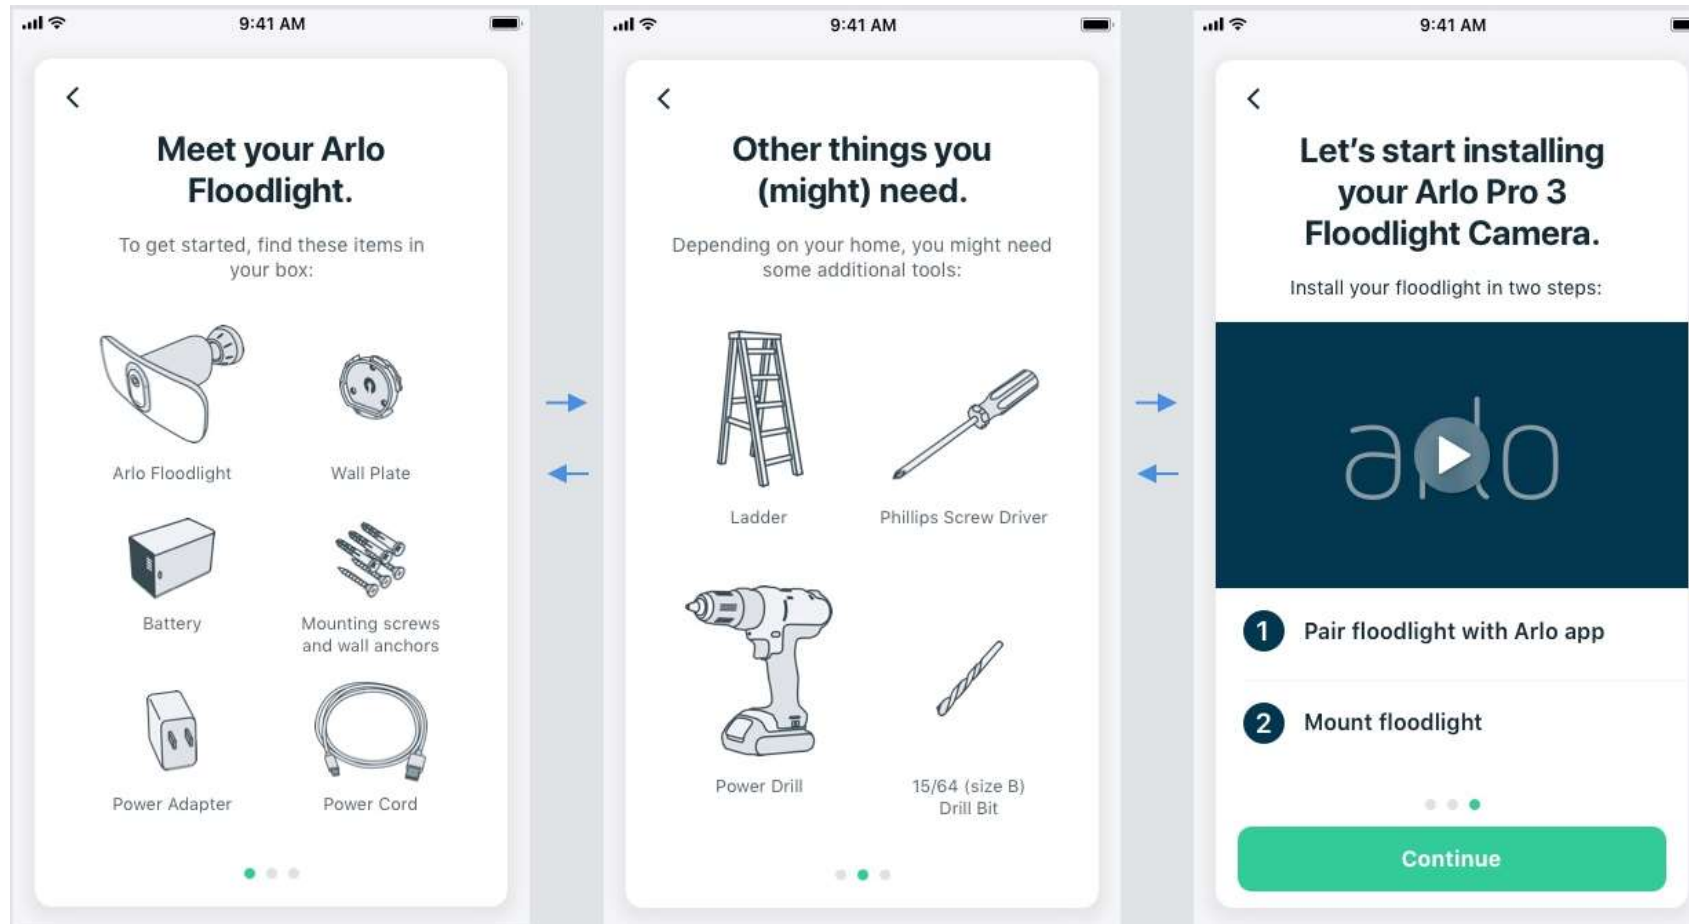 9:41 AM
Meet your Arlo
Floodlight.
To get started, find these items in
your box:
Arlo Floodlight
Wall Plate
Battery
Mounting screws
and wall anchors
Power Adapter
Power Cord
9:41 AM
Other things you
(might) need.
Depending on your home, you might need
some additional tools:
Ladder
Phillips Screw Driver
Power Drill
15/64 (size B)
Drill Bit
9:41 AM
Let's start installing
your Arlo Pro 3
Floodlight Camera.
Install your floodlight in two steps:
arlo
1 Pair floodlight with Arlo app
2 Mount floodlight
Continue